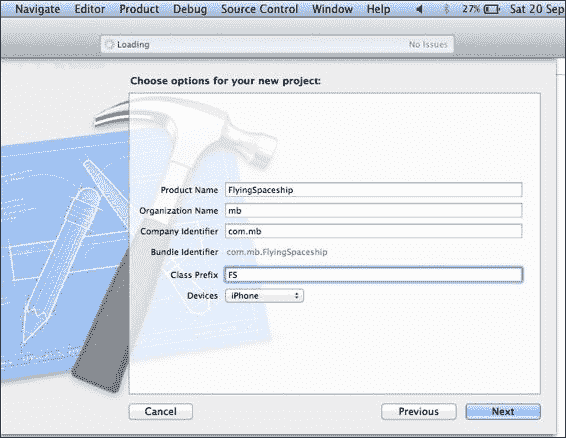 Navigate Editor Product Debug Source Control Window Help 27% Sat 20 Sep
Loading No Issues
Choose options for your new project:
Product Name FlyingSpaceship
Organization Name mb
Company Identifier com.mb
Bundle Identifier com.mb.FlyingSpaceship
Class Prefix FS
Devices iPhone
Cancel Previous Next